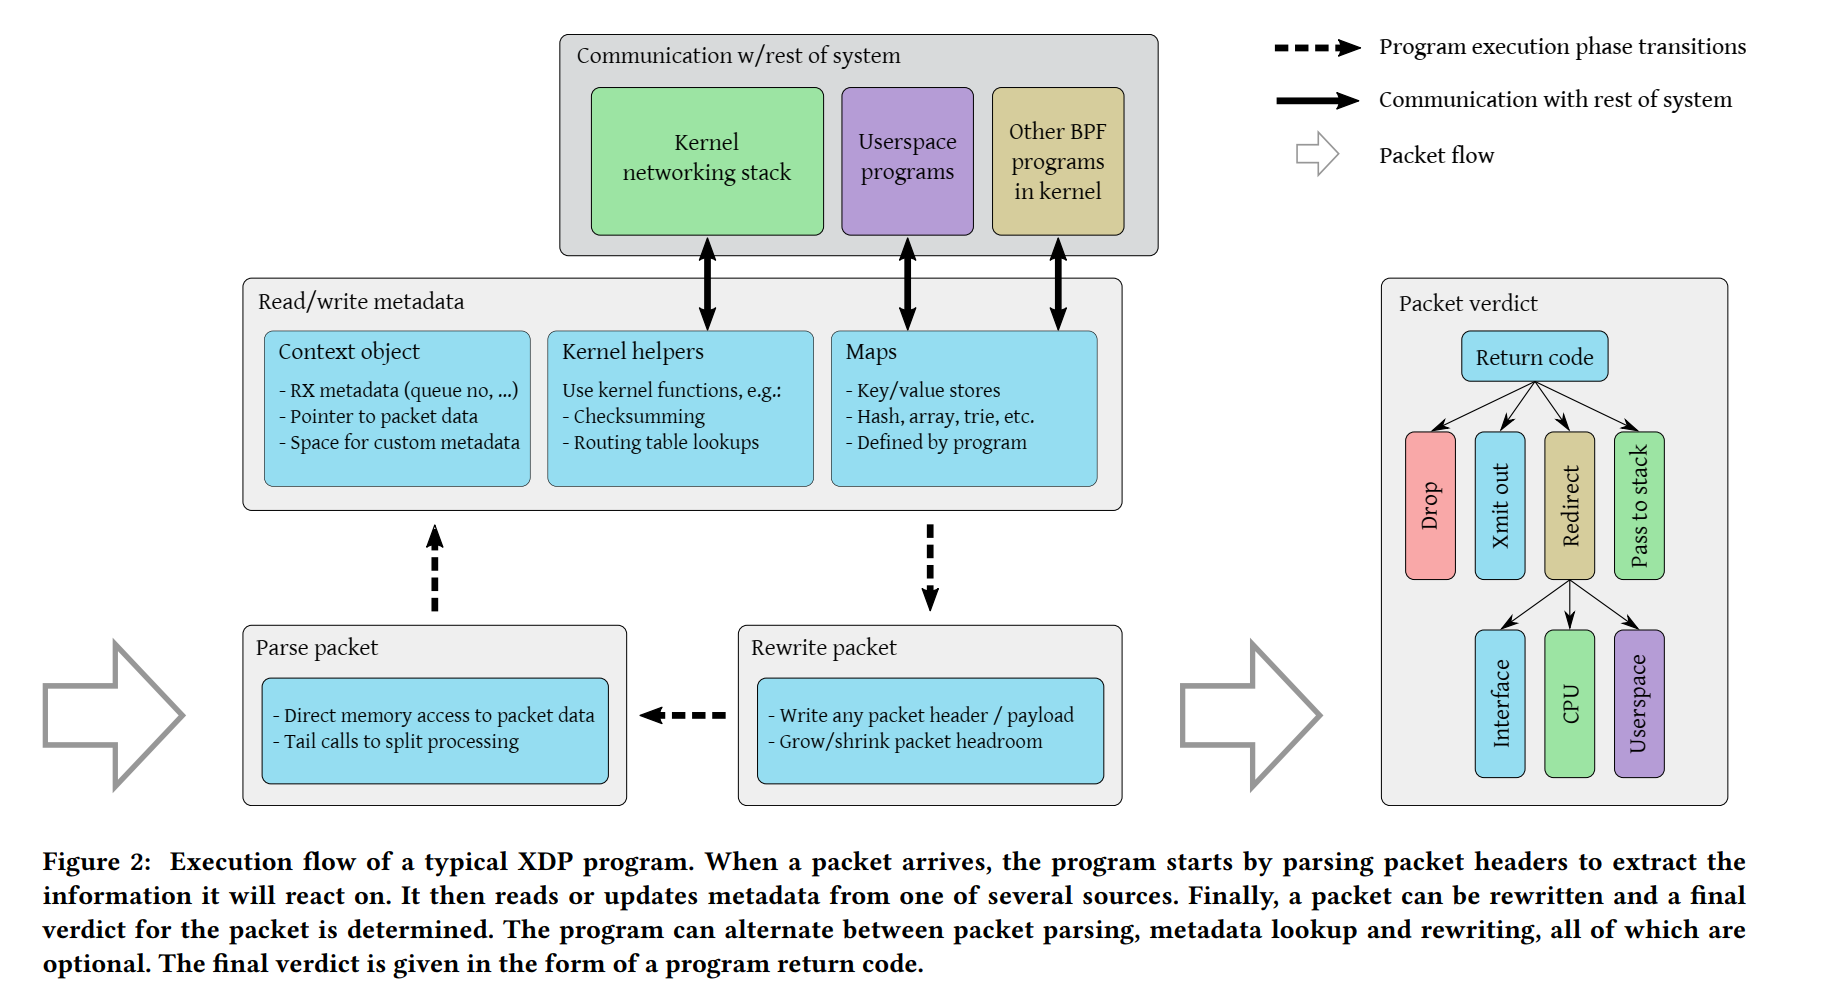 Communication w/rest of system
Kernel
networking stack
Userspace
programs
Other BPF
programs
in kernel
Program execution phase transitions
Communication with rest of system
Packet flow
Read/write metadata
Context object
- RX metadata (queue no, ...)
- Pointer to packet data
- Space for custom metadata
Kernel helpers
Use kernel functions, e.g.:
- Checksumming
- Routing table lookups
Maps
- Key/value stores
- Hash, array, trie, etc.
- Defined by program
Parse packet
- Direct memory access to packet data
- Tail calls to split processing
Rewrite packet
- Write any packet header / payload
- Grow/shrink packet headroom
Packet verdict
Return code
Drop
Xmit out
Redirect
Pass to stack
Interface
CPU
Userspace
Figure 2: Execution flow of a typical XDP program. When a packet arrives, the program starts by parsing packet headers to extract the
information it will react on. It then reads or updates metadata from one of several sources. Finally, a packet can be rewritten and a final
verdict for the packet is determined. The program can alternate between packet parsing, metadata lookup and rewriting, all of which are
optional. The final verdict is given in the form of a program return code.